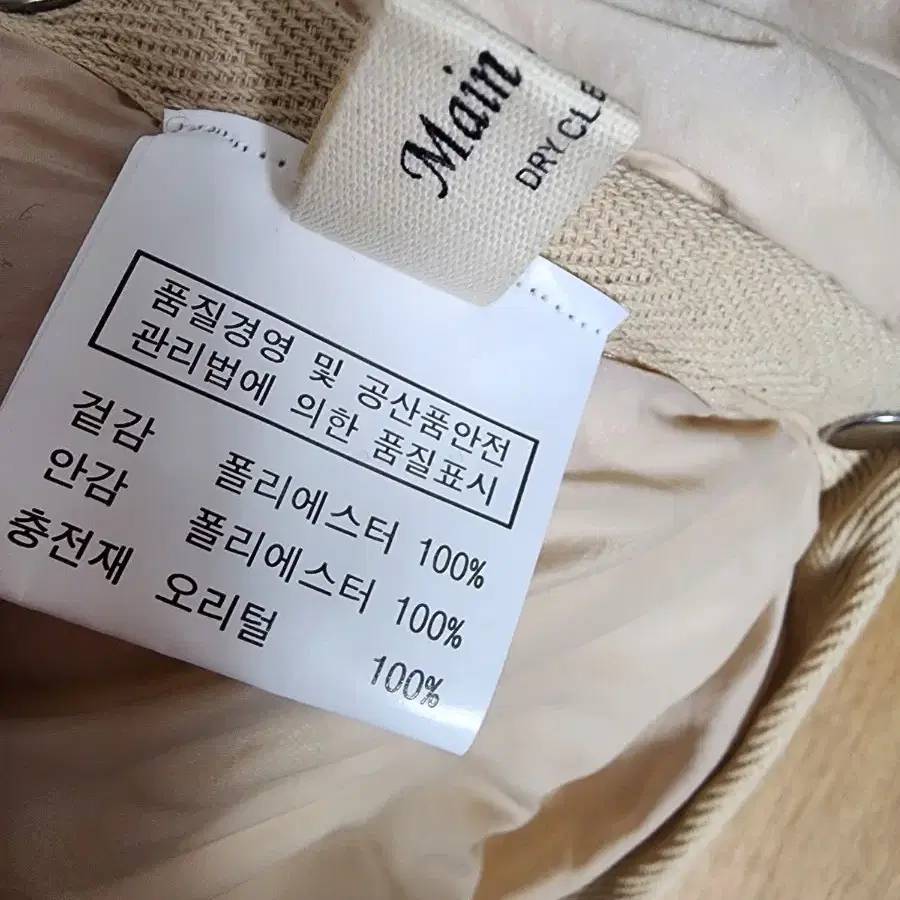 Main
DRY CLE
품질경영 및 공산품안전
관리법에 의한 품질표시
겉감 폴리에스터 100%
안감 폴리에스터 100%
충전재 오리털 100%